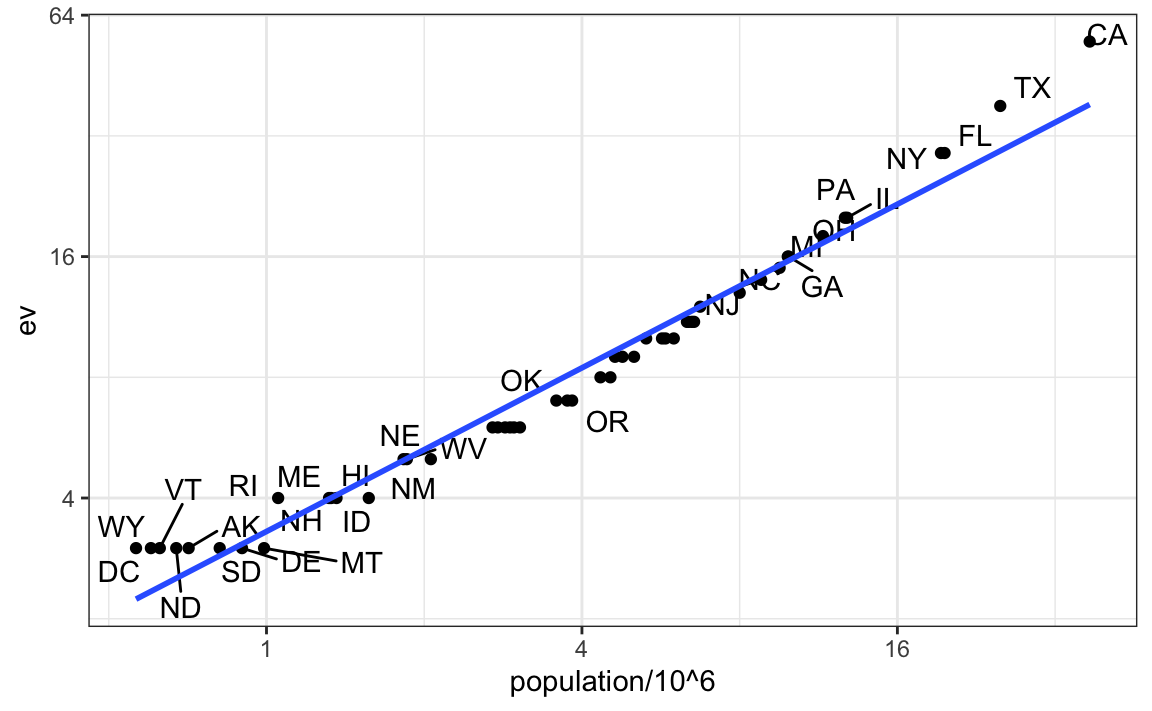 64
CA
TX
FL
NY
PA
IL
OH
16
MI
NC
GA
NJ
ev
OK
OR
NE
WV
RI
ME
HI
VT
NM
4
WY
AK
NH
ID
DC
SD
DE
MT
ND
1
4
16
population/10^6